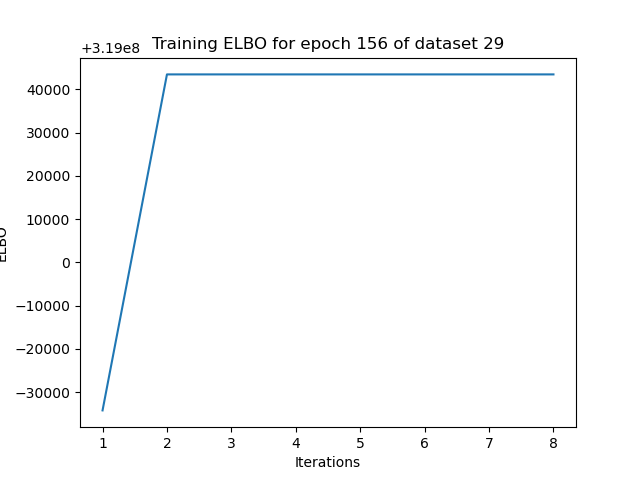 Training ELBO for epoch 156 of dataset 29
+3.19e8
40000
30000
20000
10000
0
−10000
−20000
−30000
ELBO
1 2 3 4 5 6 7 8
Iterations